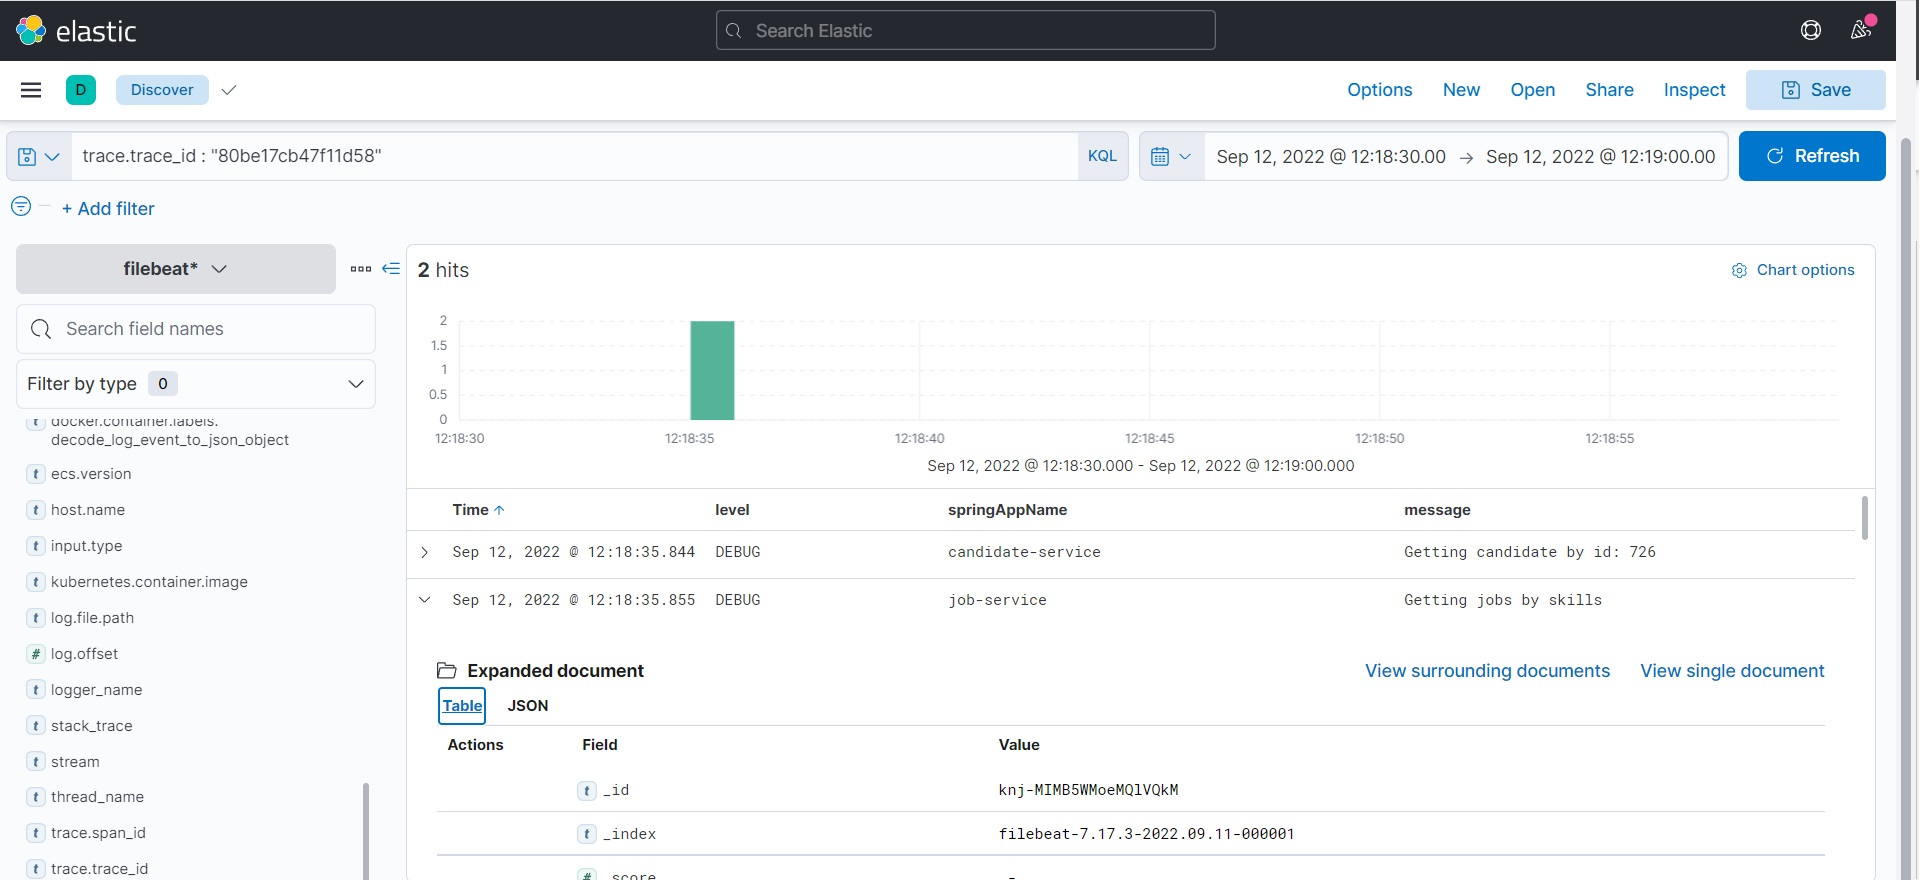 elastic
Search Elastic
D Discover Options New Open Share Inspect Save
trace.trace_id : "80be17cb47f11d58" KQL Sep 12, 2022 @ 12:18:30.00 → Sep 12, 2022 @ 12:19:00.00 Refresh
+ Add filter
filebeat*
Search field names
Filter by type 0
t docker.container.labels.
decode_log_event_to_json_object
t ecs.version
t host.name
t input.type
t kubernetes.container.image
t log.file.path
# log.offset
t logger_name
t stack_trace
t stream
t thread_name
t trace.span_id
t trace.trace_id
2 hits
Chart options
2
1.5
1
0.5
0
12:18:30 12:18:35 12:18:40 12:18:45 12:18:50 12:18:55
Sep 12, 2022 @ 12:18:30.000 - Sep 12, 2022 @ 12:19:00.000
Time ↑ level springAppName message
Sep 12, 2022 @ 12:18:35.844 DEBUG candidate-service Getting candidate by id: 726
Sep 12, 2022 @ 12:18:35.855 DEBUG job-service Getting jobs by skills
Expanded document View surrounding documents View single document
Table JSON
Actions Field Value
t _id knj-MIMB5WMoeMQlVQkM
t _index filebeat-7.17.3-2022.09.11-000001
# _score -